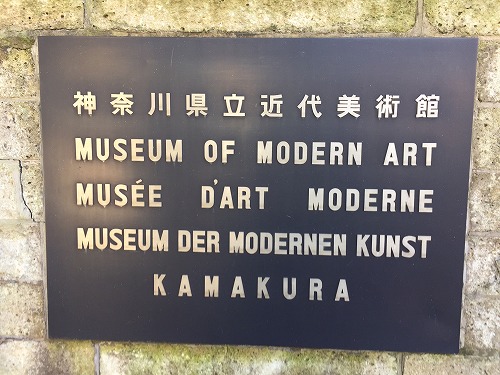 神奈川県立近代美術館
MUSEUM OF MODERN ART
MUSÉE D'ART MODERNE
MUSEUM DER MODERNEN KUNST
KAMAKURA